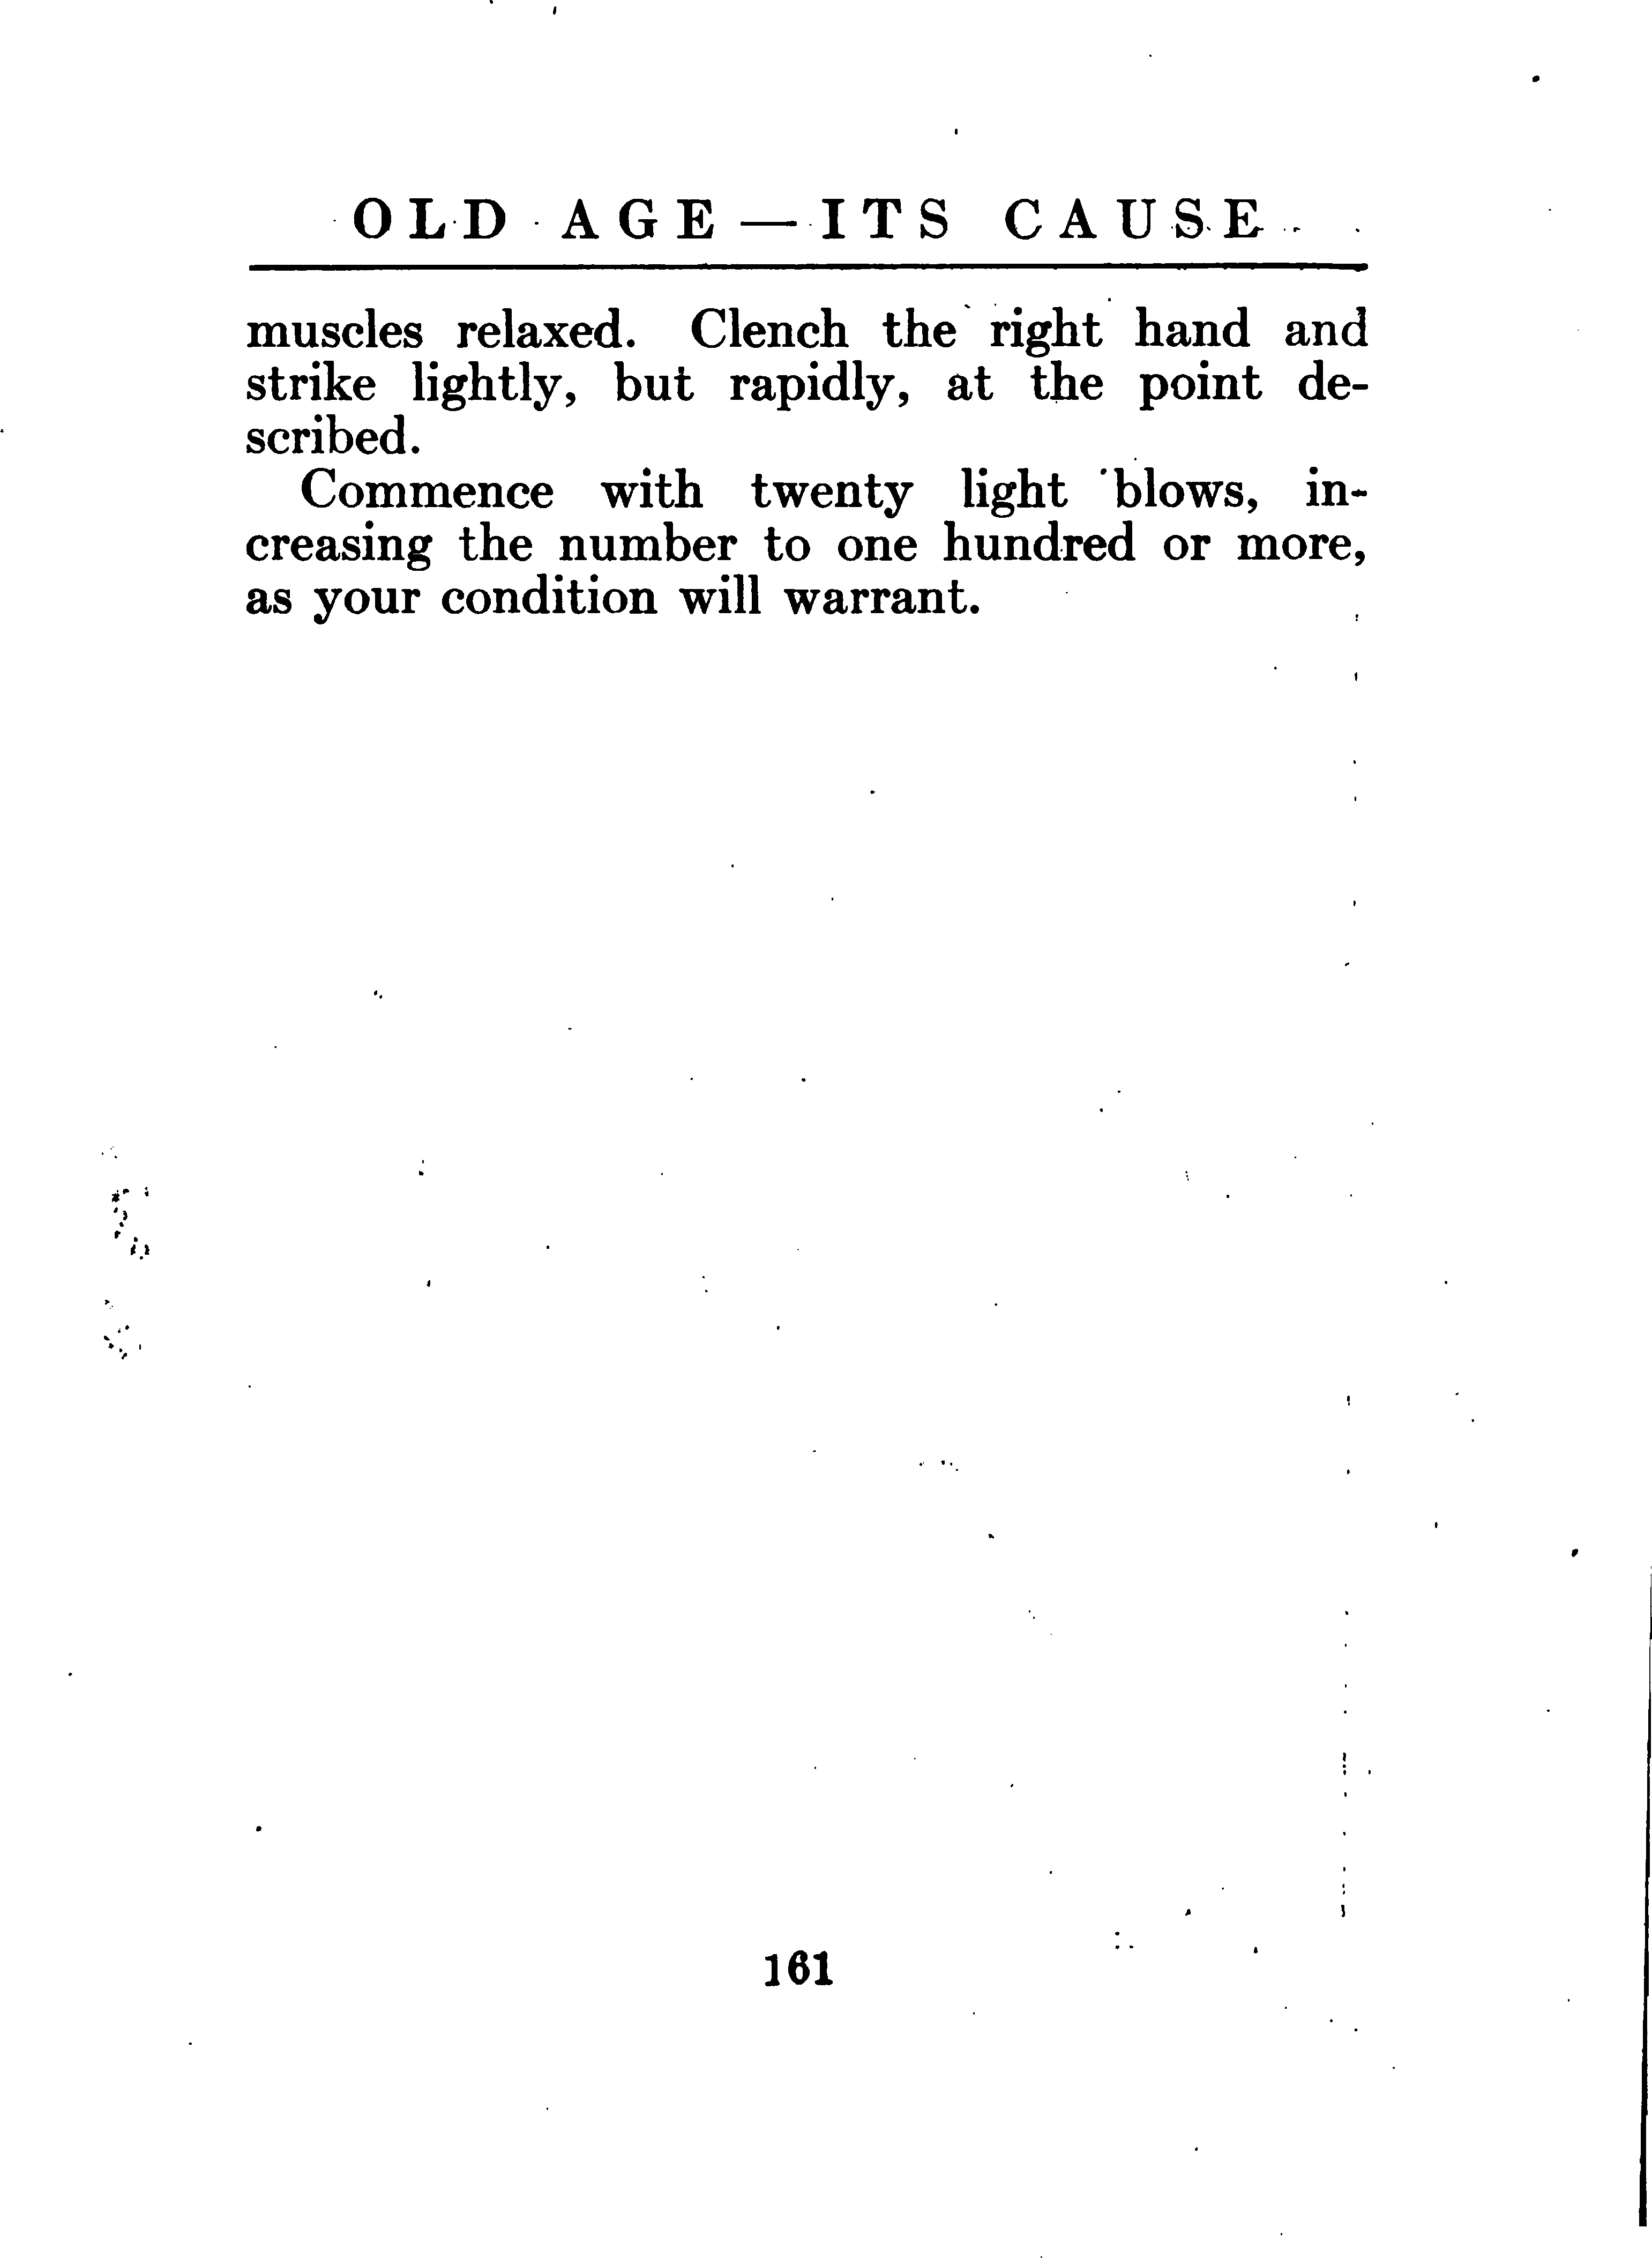 OLD AGE—ITS CAUSE
muscles relaxed. Clench the right hand and
strike lightly, but rapidly, at the point de-
scribed.
Commence with twenty light blows, in-
creasing the number to one hundred or more,
as your condition will warrant.
161